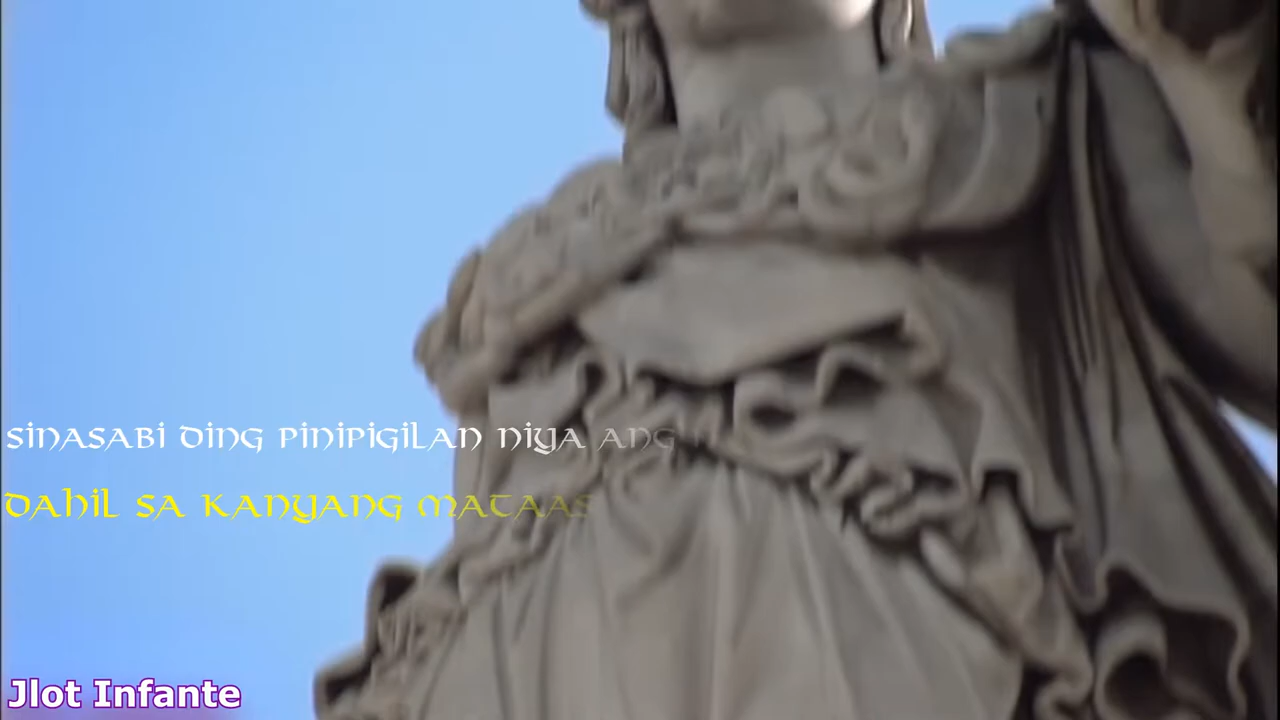 sinasabi ding pinipigilan niya ang
dahil sa kanyang mataas
Jlot Infante